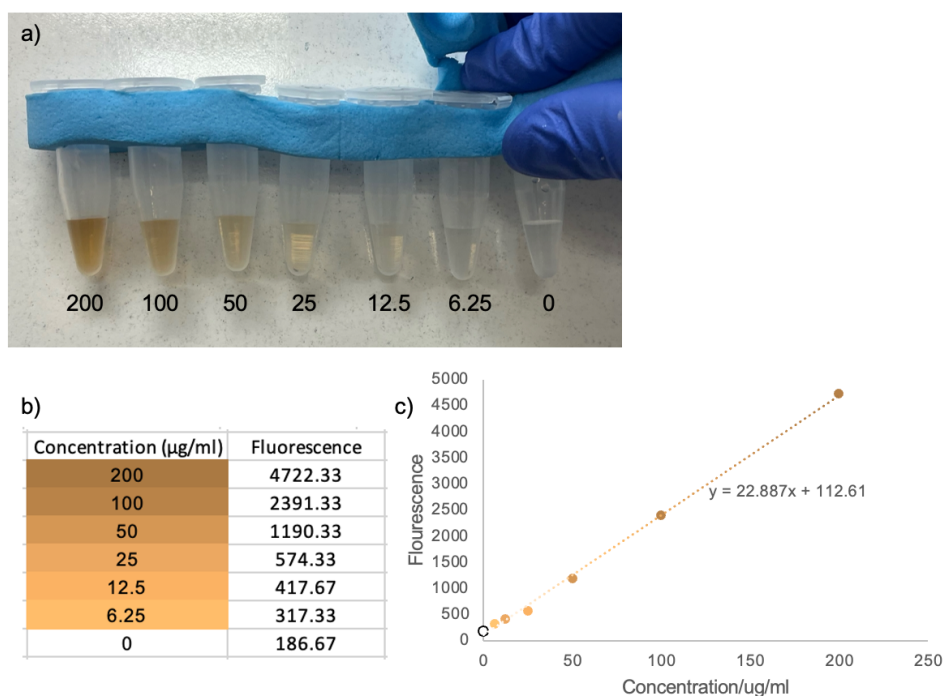 a)
200 100 50 25 12.5 6.25 0
b)
Concentration (µg/ml) Fluorescence
200 4722.33
100 2391.33
50 1190.33
25 574.33
12.5 417.67
6.25 317.33
0 186.67
c)
Flourescence
5000
4500
4000
3500
3000
2500
2000
1500
1000
500
0
y = 22.887x + 112.61
0 50 100 150 200 250
Concentration/ug/ml